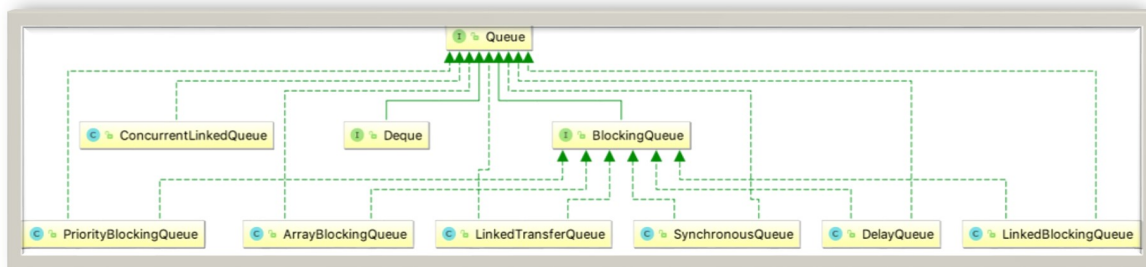 I Queue
C ConcurrentLinkedQueue
I Deque
I BlockingQueue
C PriorityBlockingQueue
C ArrayBlockingQueue
C LinkedTransferQueue
C SynchronousQueue
C DelayQueue
C LinkedBlockingQueue